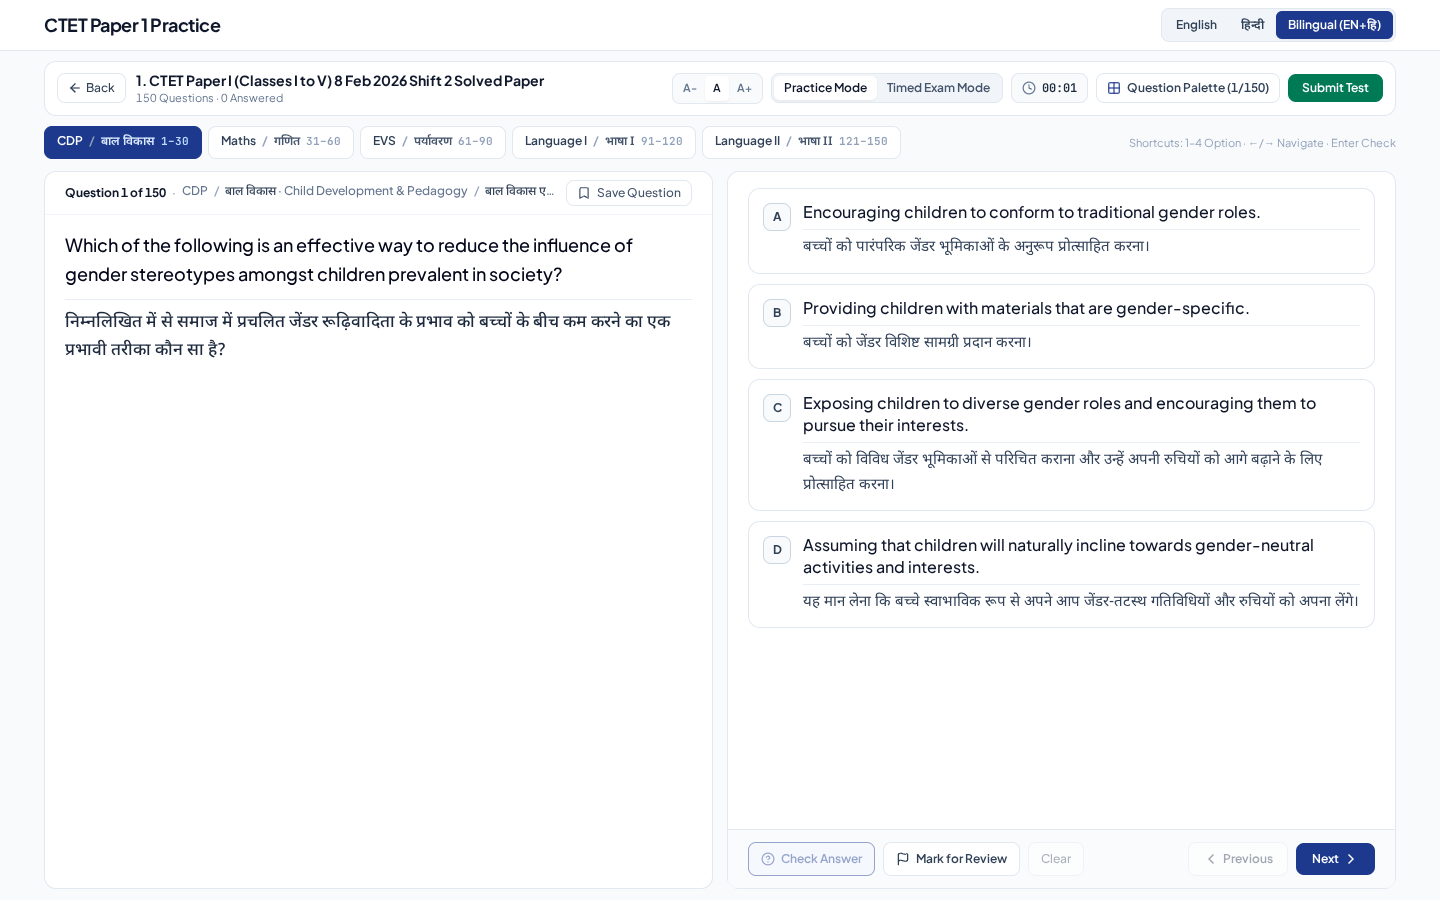 CTET Paper 1 Practice
English हिन्दी Bilingual (EN+हि)
Back
1. CTET Paper I (Classes I to V) 8 Feb 2026 Shift 2 Solved Paper
150 Questions · 0 Answered
A- A A+
Practice Mode Timed Exam Mode
00:01
Question Palette (1/150)
Submit Test
CDP / बाल विकास 1-30
Maths / गणित 31-60
EVS / पर्यावरण 61-90
Language I / भाषा I 91-120
Language II / भाषा II 121-150
Shortcuts: 1-4 Option · ←/→ Navigate · Enter Check
Question 1 of 150 · CDP / बाल विकास · Child Development & Pedagogy / बाल विकास ए...
Save Question
Which of the following is an effective way to reduce the influence of
gender stereotypes amongst children prevalent in society?
निम्नलिखित में से समाज में प्रचलित जेंडर रूढ़िवादिता के प्रभाव को बच्चों के बीच कम करने का एक
प्रभावी तरीका कौन सा है?
A
Encouraging children to conform to traditional gender roles.
बच्चों को पारंपरिक जेंडर भूमिकाओं के अनुरूप प्रोत्साहित करना।
B
Providing children with materials that are gender-specific.
बच्चों को जेंडर विशिष्ट सामग्री प्रदान करना।
C
Exposing children to diverse gender roles and encouraging them to
pursue their interests.
बच्चों को विविध जेंडर भूमिकाओं से परिचित कराना और उन्हें अपनी रुचियों को आगे बढ़ाने के लिए
प्रोत्साहित करना।
D
Assuming that children will naturally incline towards gender-neutral
activities and interests.
यह मान लेना कि बच्चे स्वाभाविक रूप से अपने आप जेंडर-तटस्थ गतिविधियों और रुचियों को अपना लेंगे।
Check Answer
Mark for Review
Clear
Previous
Next